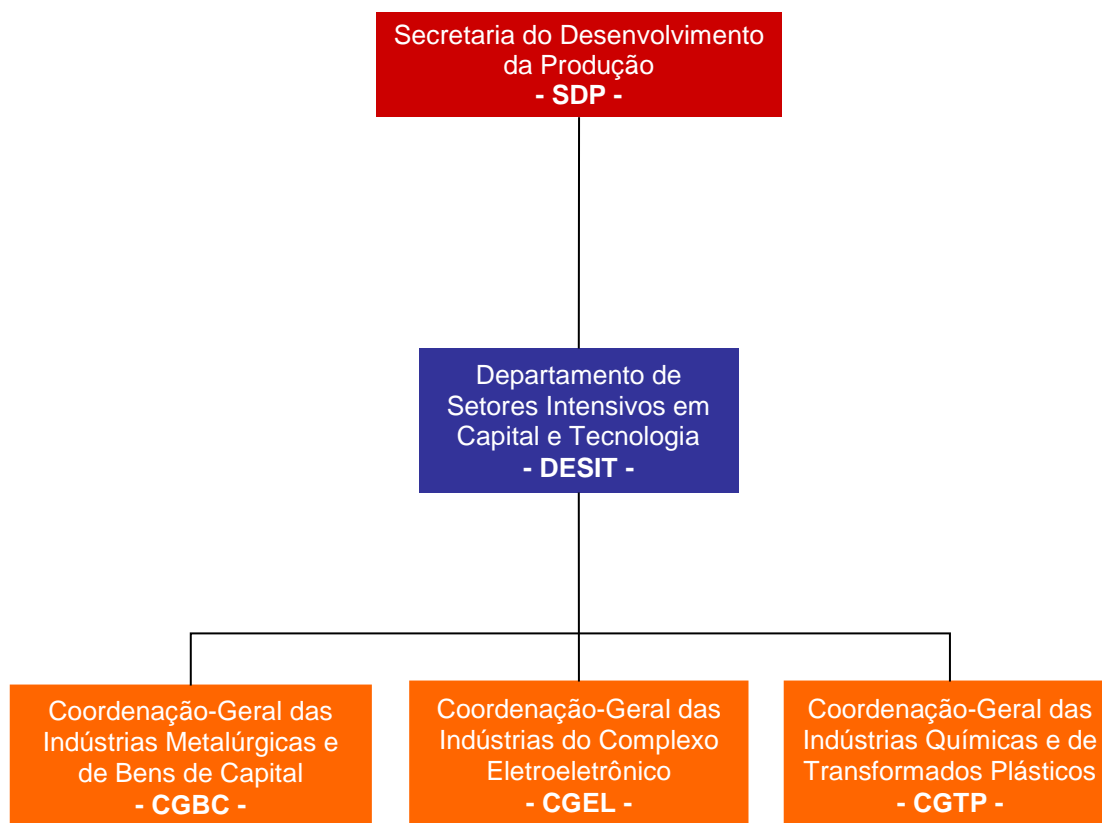 Secretaria do Desenvolvimento
da Produção
- SDP -
Departamento de
Setores Intensivos em
Capital e Tecnologia
- DESIT -
Coordenação-Geral das
Indústrias Metalúrgicas e
de Bens de Capital
- CGBC -
Coordenação-Geral das
Indústrias do Complexo
Eletroeletrônico
- CGEL -
Coordenação-Geral das
Indústrias Químicas e de
Transformados Plásticos
- CGTP -